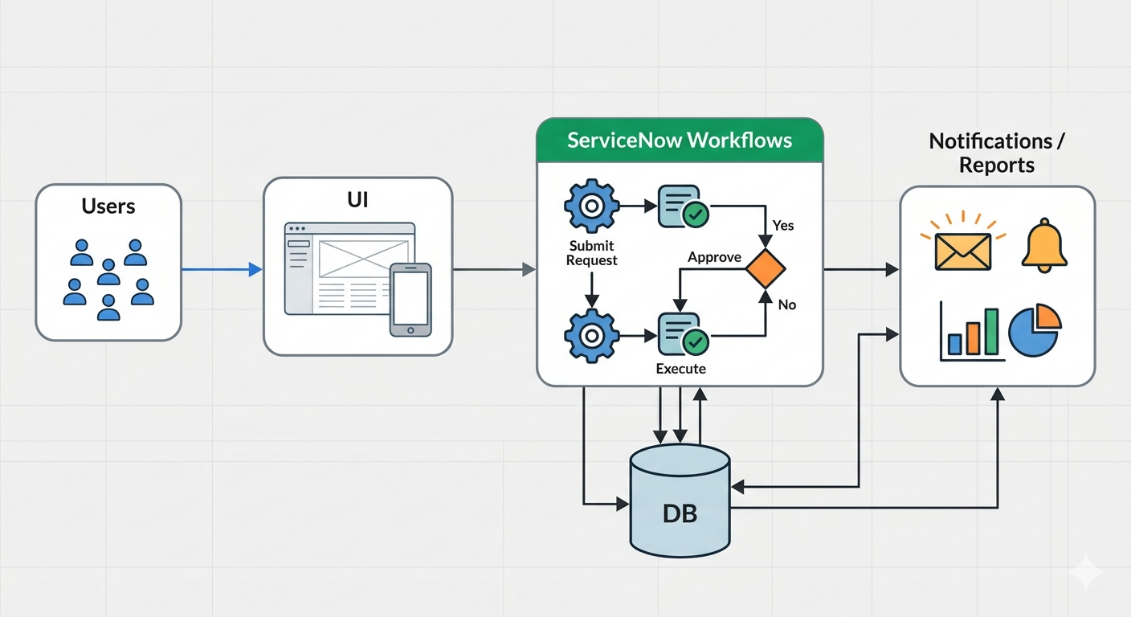 Users
UI
ServiceNow Workflows
Submit
Request
Yes
Approve
No
Execute
Notifications /
Reports
DB